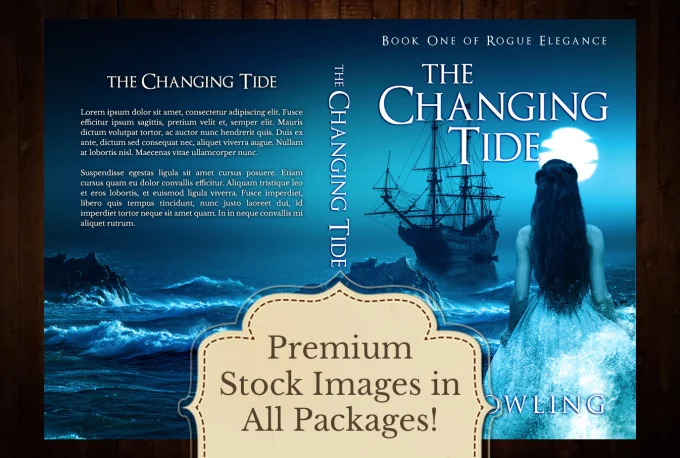 THE CHANGING TIDE
Lorem ipsum dolor sit amet, consectetur adipiscing elit. Fusce
efficitur ipsum sagittis, pretium velit et, semper elit. Mauris
dictum volutpat tortor, ac auctor nunc hendrerit quis. Duis ex
ante, dictum sed consequat nec, aliquet viverra augue. Nullam
at lobortis nisl. Maecenas vitae ullamcorper nunc.
Suspendisse egestas ligula sit amet cursus posuere. Etiam
cursus quam eu dolor convallis efficitur. Aliquam tristique leo
et eros lobortis, et euismod ligula viverra. Fusce imperdiet,
libero quis tempus tincidunt, nunc justo laoreet dui, id
imperdiet tortor neque sit amet quam. In in neque convallis mi
aliquet rutrum.
THE CHANGING TIDE
BOOK ONE OF ROGUE ELEGANCE
THE
CHANGING
TIDE
OWLING
Premium
Stock Images in
All Packages!